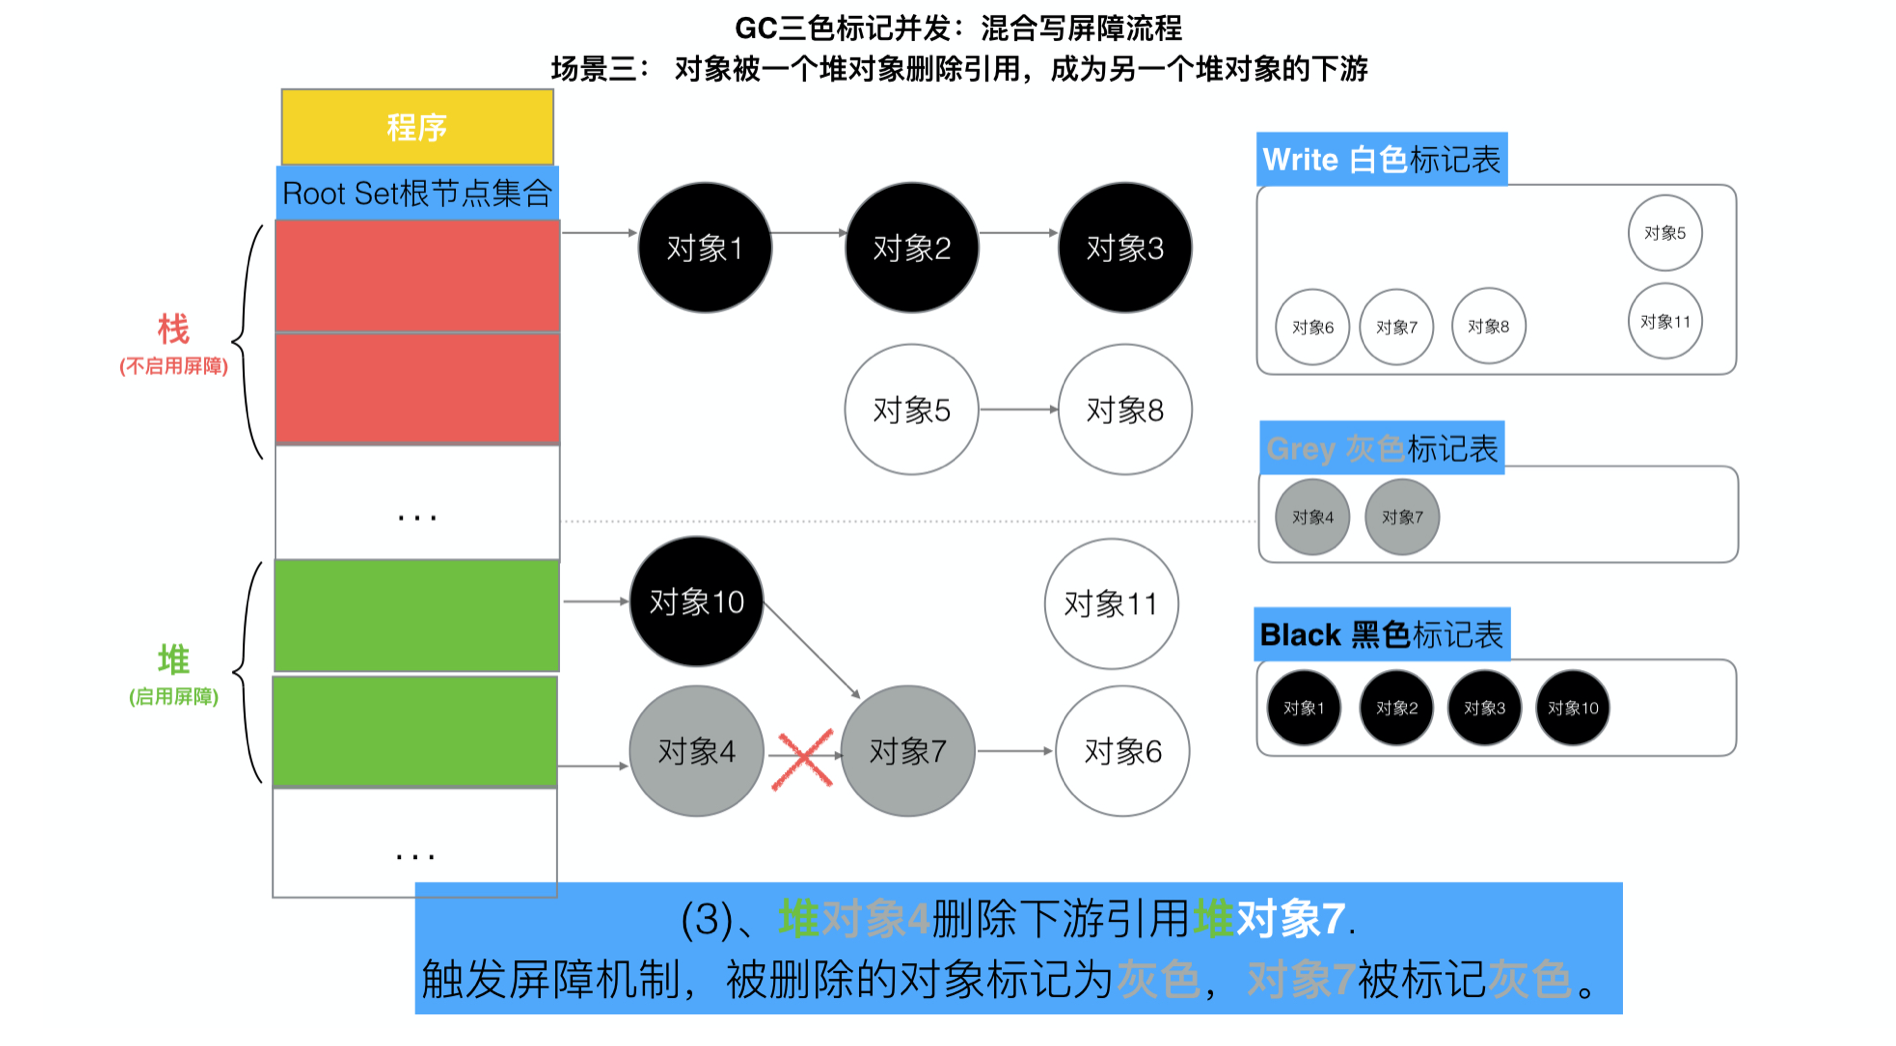 GC三色标记并发：混合写屏障流程
场景三： 对象被一个堆对象删除引用，成为另一个堆对象的下游
程序
Root Set根节点集合
栈
(不启用屏障)
...
堆
(启用屏障)
...
对象1
对象2
对象3
对象5
对象8
对象10
对象11
对象4
对象7
对象6
Write 白色标记表
对象5
对象6
对象7
对象8
对象11
Grey 灰色标记表
对象4
对象7
Black 黑色标记表
对象1
对象2
对象3
对象10
(3)、堆对象4删除下游引用堆对象7.
触发屏障机制，被删除的对象标记为灰色，对象7被标记灰色。